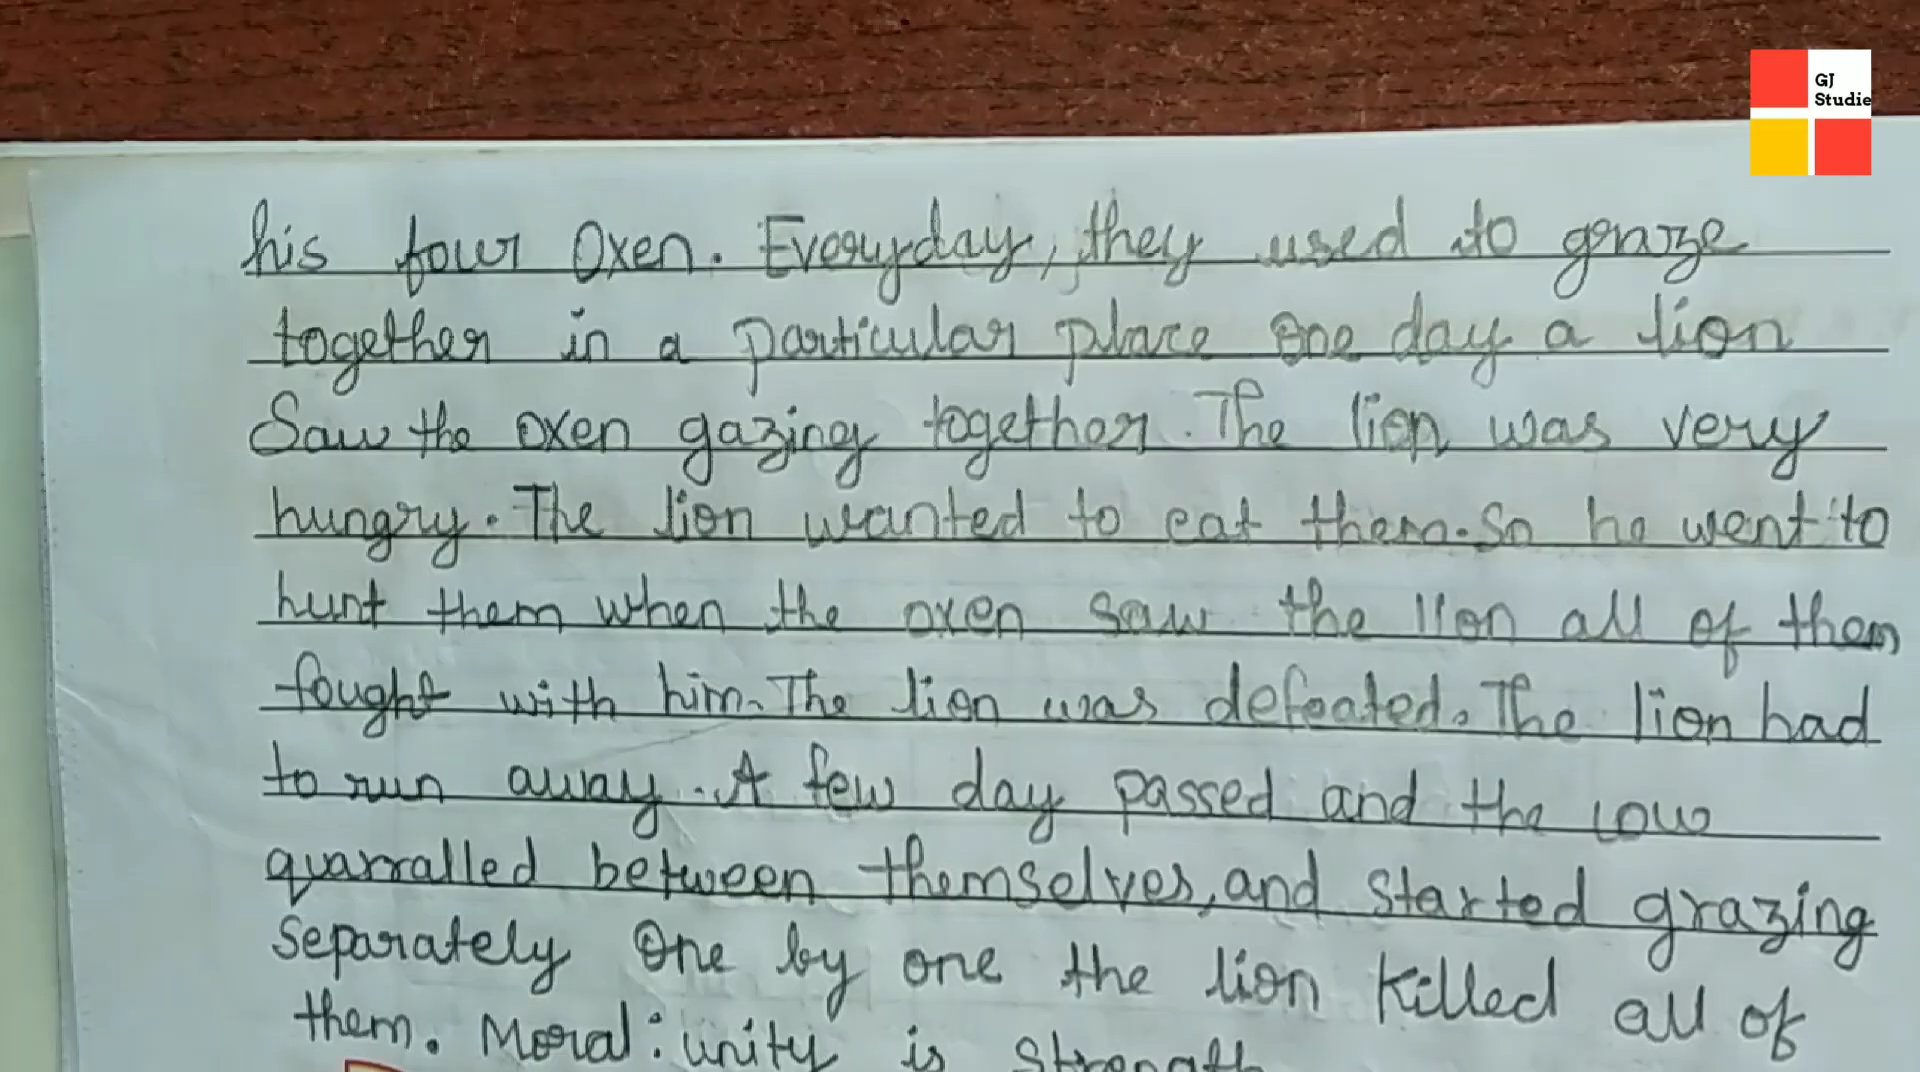 GJ
Studie
his four Oxen. Everyday, they used to graze
together in a particular place One day a lion
Saw the oxen gazing together. The lion was very
hungry. The lion wanted to eat them. So he went to
hunt them when the oxen saw the lion all of them
fought with him. The lion was defeated. The lion had
to run away. A few day passed and the cow
quarralled between themselves, and started grazing
Separately One by one the lion killed all of
them. Moral: unity is Strength